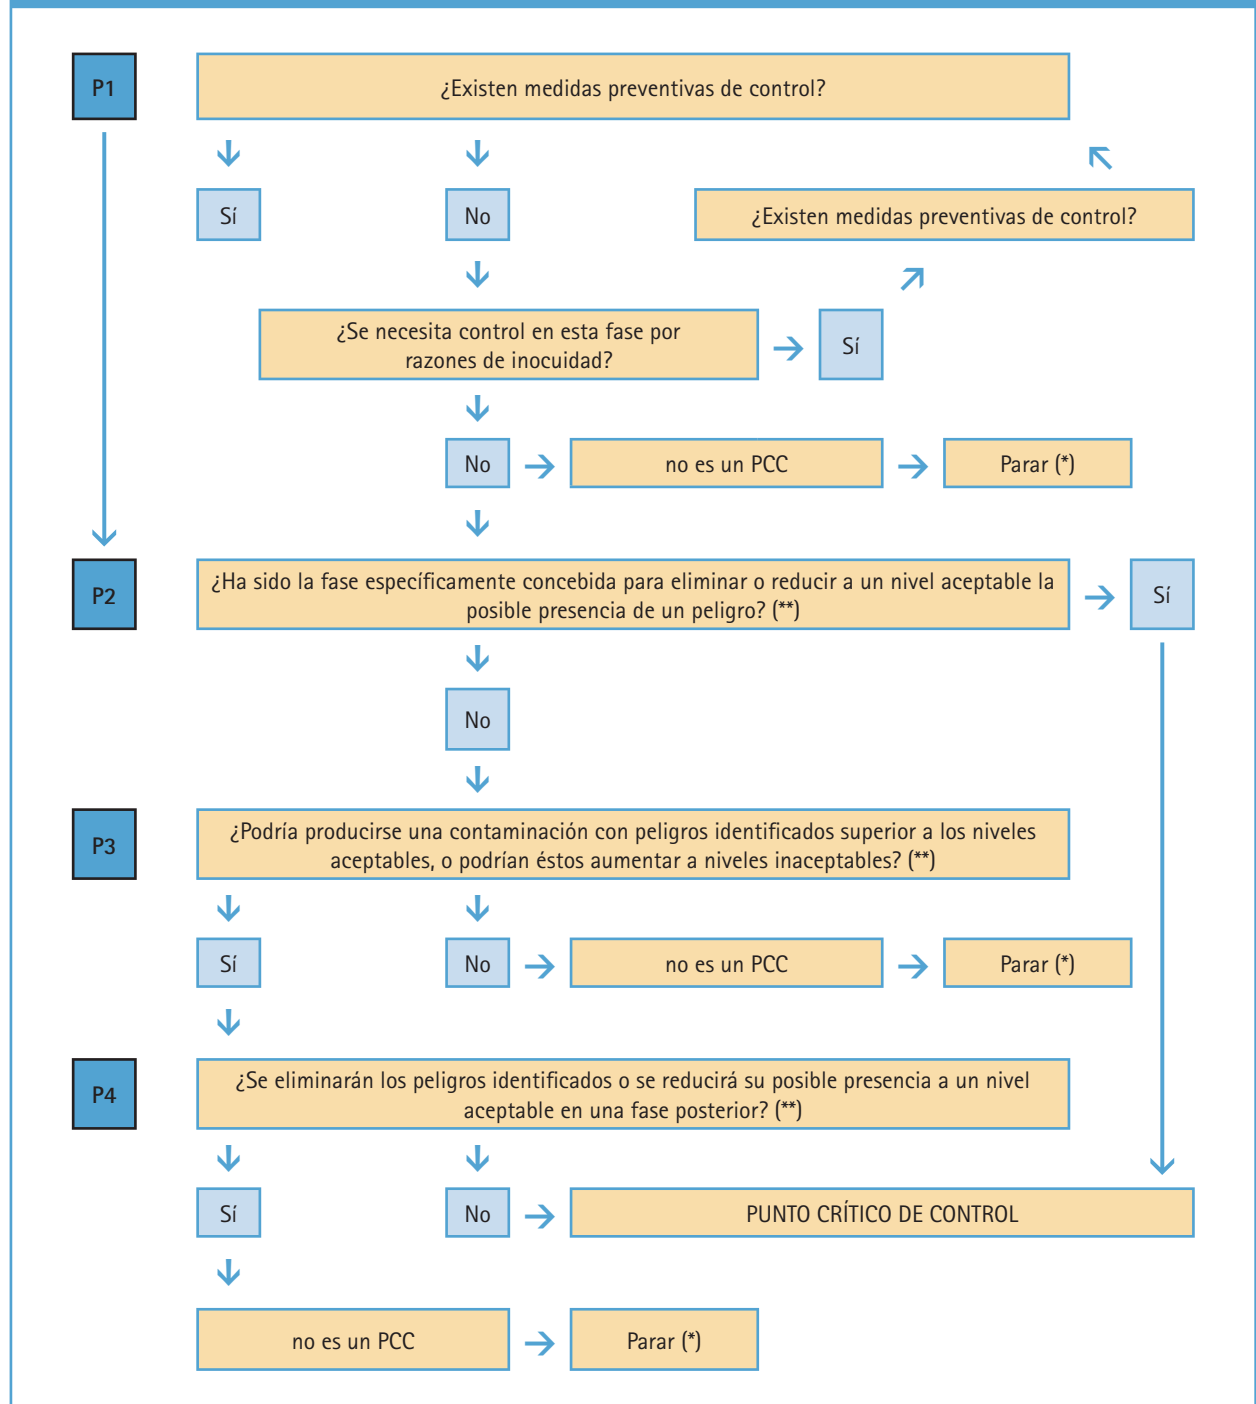 P1
¿Existen medidas preventivas de control?
Sí
No
¿Existen medidas preventivas de control?
¿Se necesita control en esta fase por
razones de inocuidad?
Sí
No
no es un PCC
Parar (*)
P2
¿Ha sido la fase específicamente concebida para eliminar o reducir a un nivel aceptable la
posible presencia de un peligro? (**)
Sí
No
P3
¿Podría producirse una contaminación con peligros identificados superior a los niveles
aceptables, o podrían éstos aumentar a niveles inaceptables? (**)
Sí
No
no es un PCC
Parar (*)
P4
¿Se eliminarán los peligros identificados o se reducirá su posible presencia a un nivel
aceptable en una fase posterior? (**)
Sí
No
PUNTO CRÍTICO DE CONTROL
no es un PCC
Parar (*)